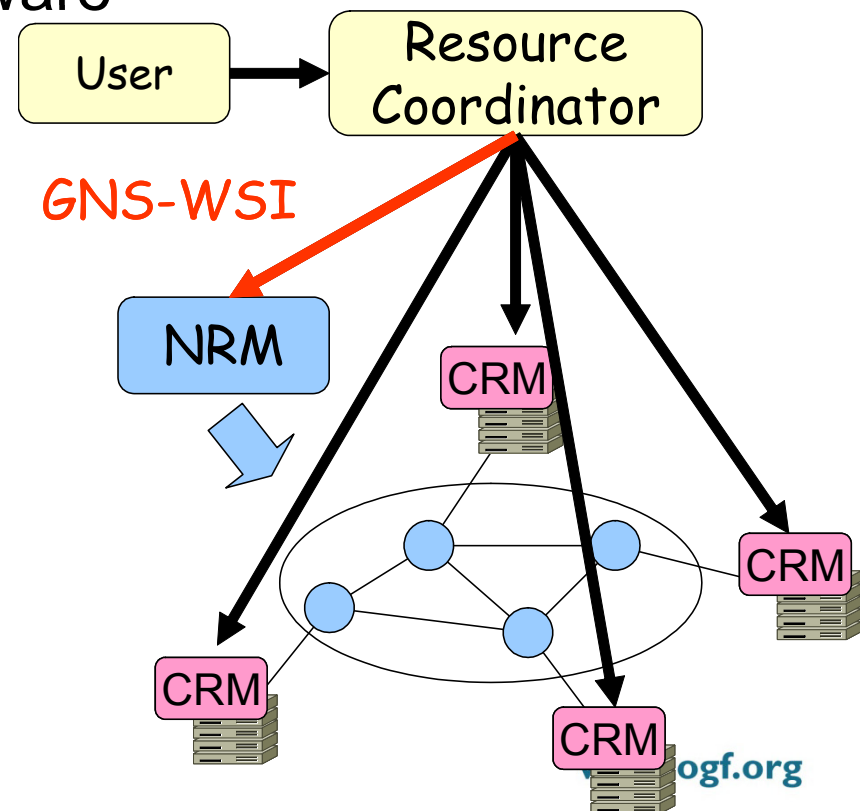 User
Resource
Coordinator
GNS-WSI
NRM
CRM
CRM
CRM
CRM
ogf.org